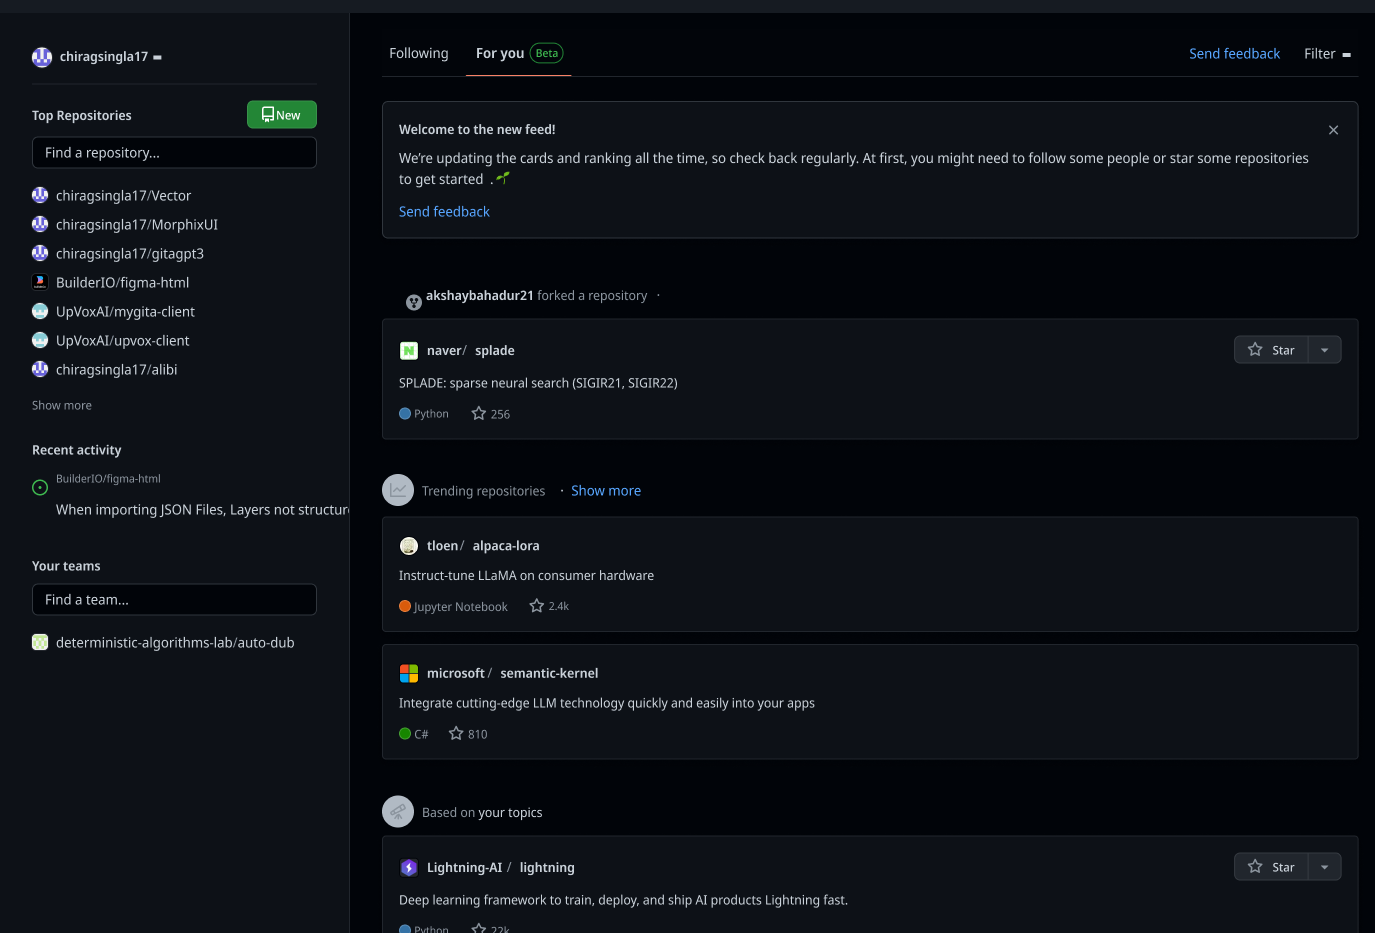 chiragsingla17
Top Repositories
New
Find a repository...
chiragsingla17/Vector
chiragsingla17/MorphixUI
chiragsingla17/gitagpt3
BuilderIO/figma-html
UpVoxAI/mygita-client
UpVoxAI/upvox-client
chiragsingla17/alibi
Show more
Recent activity
BuilderIO/figma-html
When importing JSON Files, Layers not structur
Your teams
Find a team...
deterministic-algorithms-lab/auto-dub
Following
For you Beta
Send feedback
Filter
Welcome to the new feed!
We’re updating the cards and ranking all the time, so check back regularly. At first, you might need to follow some people or star some repositories
to get started .
Send feedback
akshaybahadur21 forked a repository ·
naver/ splade
Star
SPLADE: sparse neural search (SIGIR21, SIGIR22)
Python 256
Trending repositories · Show more
tloen/ alpaca-lora
Instruct-tune LLaMA on consumer hardware
Jupyter Notebook 2.4k
microsoft/ semantic-kernel
Integrate cutting-edge LLM technology quickly and easily into your apps
C# 810
Based on your topics
Lightning-AI / lightning
Star
Deep learning framework to train, deploy, and ship AI products Lightning fast.
Python 22k